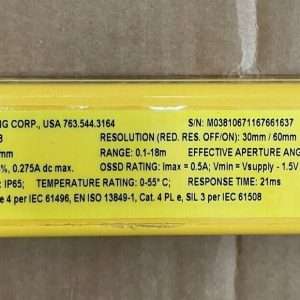 NG CORP., USA 763.544.3164 S/N: M03810671167661637
3 RESOLUTION (RED. RES. OFF/ON): 30mm / 60mm
mm RANGE: 0.1-18m EFFECTIVE APERTURE ANG
%, 0.275A dc max. OSSD RATING: Imax = 0.5A; Vmin = Vsupply - 1.5V
: IP65; TEMPERATURE RATING: 0-55° C; RESPONSE TIME: 21ms
e 4 per IEC 61496, EN ISO 13849-1, Cat. 4 PL e, SIL 3 per IEC 61508